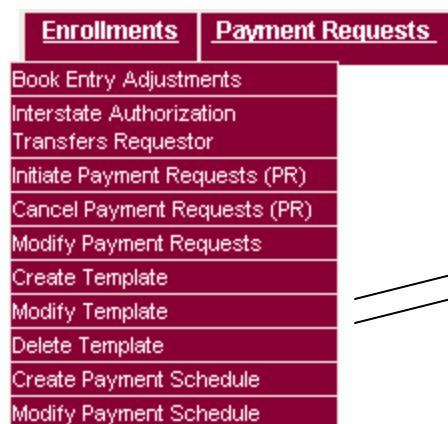 Enrollments Payment Requests
Book Entry Adjustments
Interstate Authorization
Transfers Requestor
Initiate Payment Requests (PR)
Cancel Payment Requests (PR)
Modify Payment Requests
Create Template
Modify Template
Delete Template
Create Payment Schedule
Modify Payment Schedule